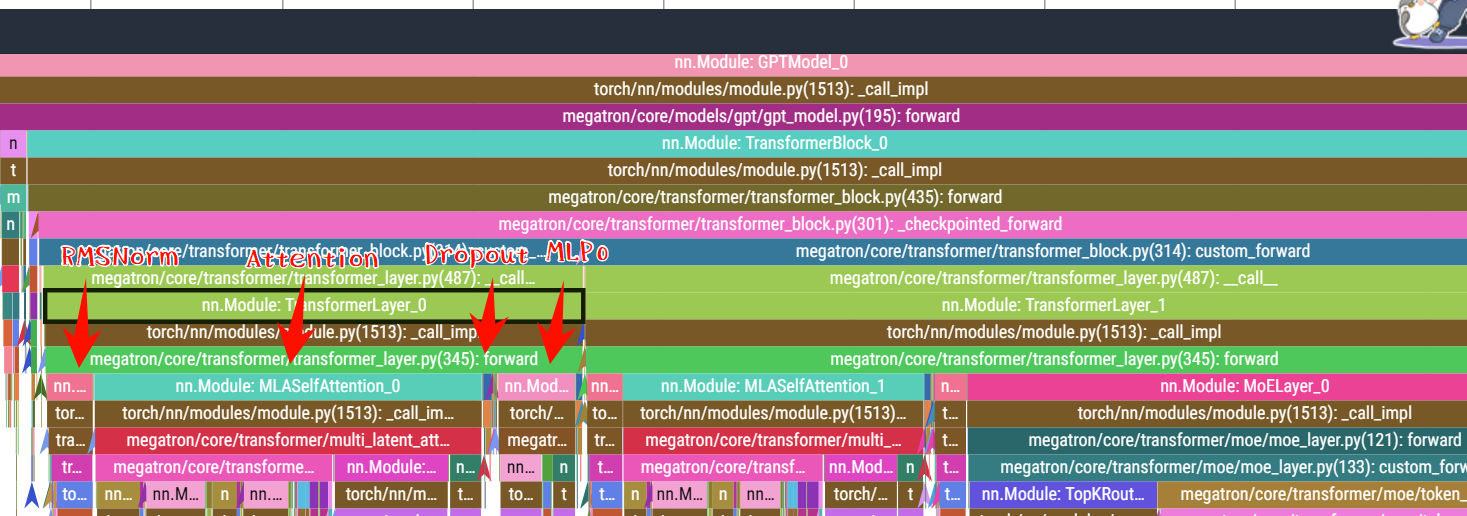 nn.Module: GPTModel_0
torch/nn/modules/module.py(1513): _call_impl
megatron/core/models/gpt/gpt_model.py(195): forward
n nn.Module: TransformerBlock_0
t torch/nn/modules/module.py(1513): _call_impl
m megatron/core/transformer/transformer_block.py(435): forward
n megatron/core/transformer/transformer_block.py(301): _checkpointed_forward
RMSNorm Attention Dropout MLP0
megatron/core/transformer/transformer_block.py(314): custom_forward
megatron/core/transformer/transformer_layer.py(487): __call... megatron/core/transformer/transformer_layer.py(487): __call__
nn.Module: TransformerLayer_0 nn.Module: TransformerLayer_1
torch/nn/modules/module.py(1513): _call_imp torch/nn/modules/module.py(1513): _call_impl
megatron/core/transformer/transformer_layer.py(345): forward megatron/core/transformer/transformer_layer.py(345): forward
nn.... nn.Module: MLASelfAttention_0 nn.Mod... nn... nn.Module: MLASelfAttention_1 n... nn.Module: MoELayer_0
tor... torch/nn/modules/module.py(1513): _call_im... torch/... to... torch/nn/modules/module.py(1513)... t... torch/nn/modules/module.py(1513): _call_impl
tra... megatron/core/transformer/multi_latent_att... megatr... tr... megatron/core/transformer/multi_... t... megatron/core/transformer/moe/moe_layer.py(121): forward
tr... megatron/core/transforme... nn.Module:... n... nn... n t... megatron/core/transf... nn.Mod... n t... megatron/core/transformer/moe/moe_layer.py(133): custom_forw
to... nn... nn.M... n nn.... torch/nn/m... t... to... t t... n nn.M... n nn... torch/... t t... nn.Module: TopKRout... megatron/core/transformer/moe/token_